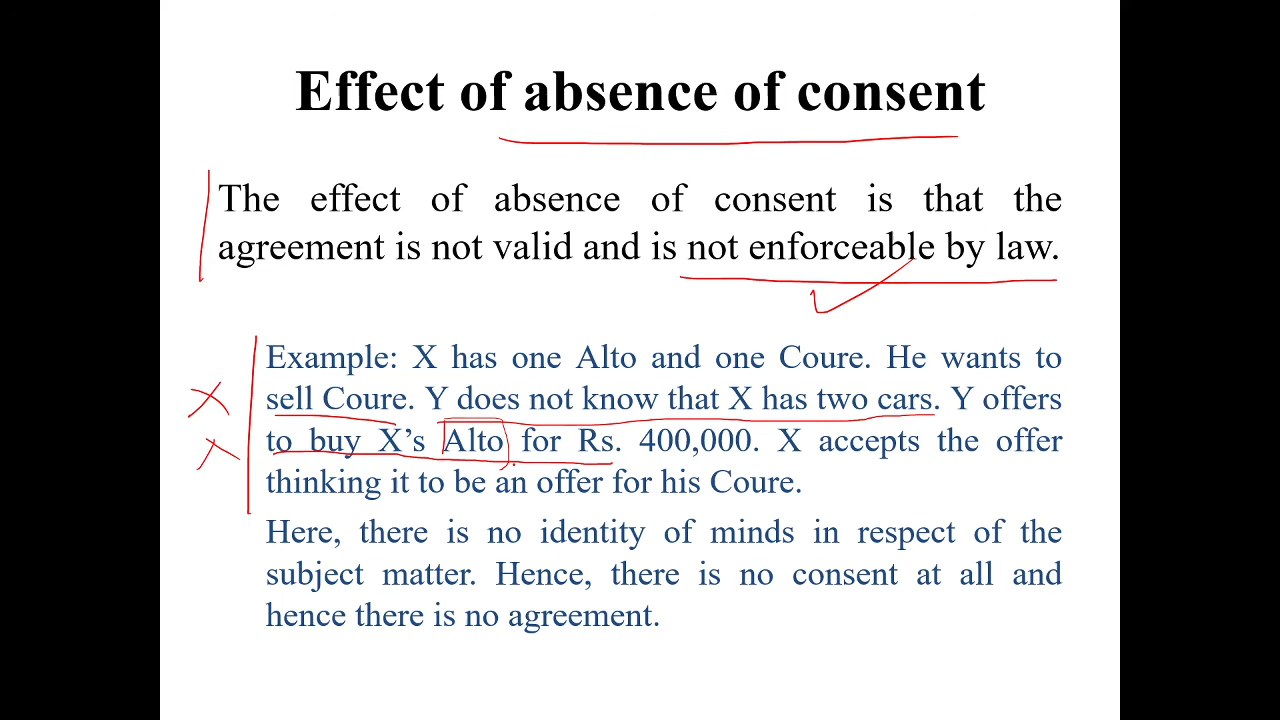 Effect of absence of consent
The effect of absence of consent is that the
agreement is not valid and is not enforceable by law.
Example: X has one Alto and one Coure. He wants to
sell Coure. Y does not know that X has two cars. Y offers
to buy X’s Alto for Rs. 400,000. X accepts the offer
thinking it to be an offer for his Coure.
Here, there is no identity of minds in respect of the
subject matter. Hence, there is no consent at all and
hence there is no agreement.